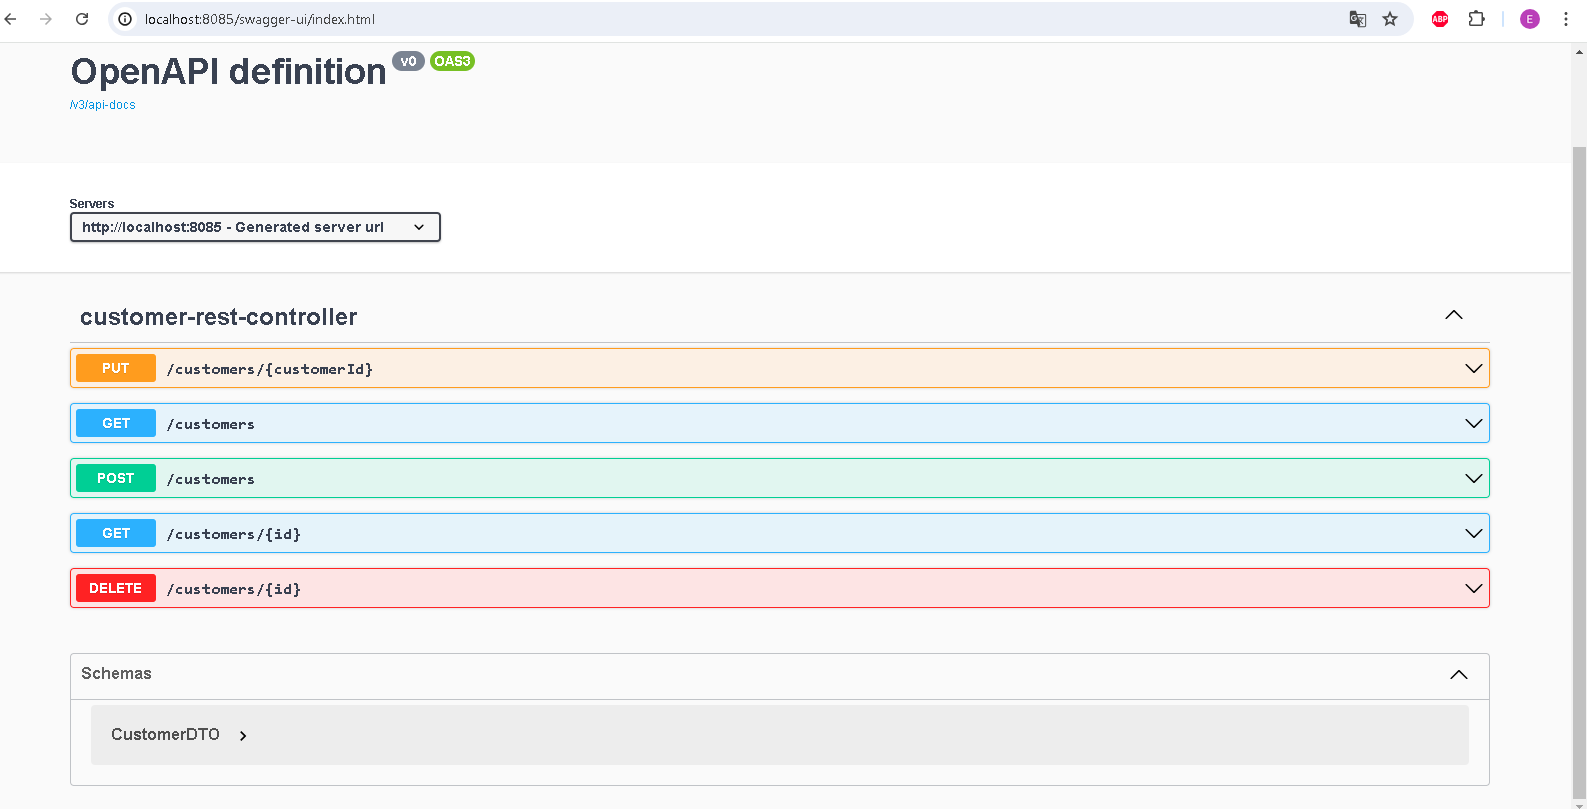 localhost:8085/swagger-ui/index.html
ABP
E
OpenAPI definition v0 OAS3
/v3/api-docs
Servers
http://localhost:8085 - Generated server url
customer-rest-controller
PUT /customers/{customerId}
GET /customers
POST /customers
GET /customers/{id}
DELETE /customers/{id}
Schemas
CustomerDTO